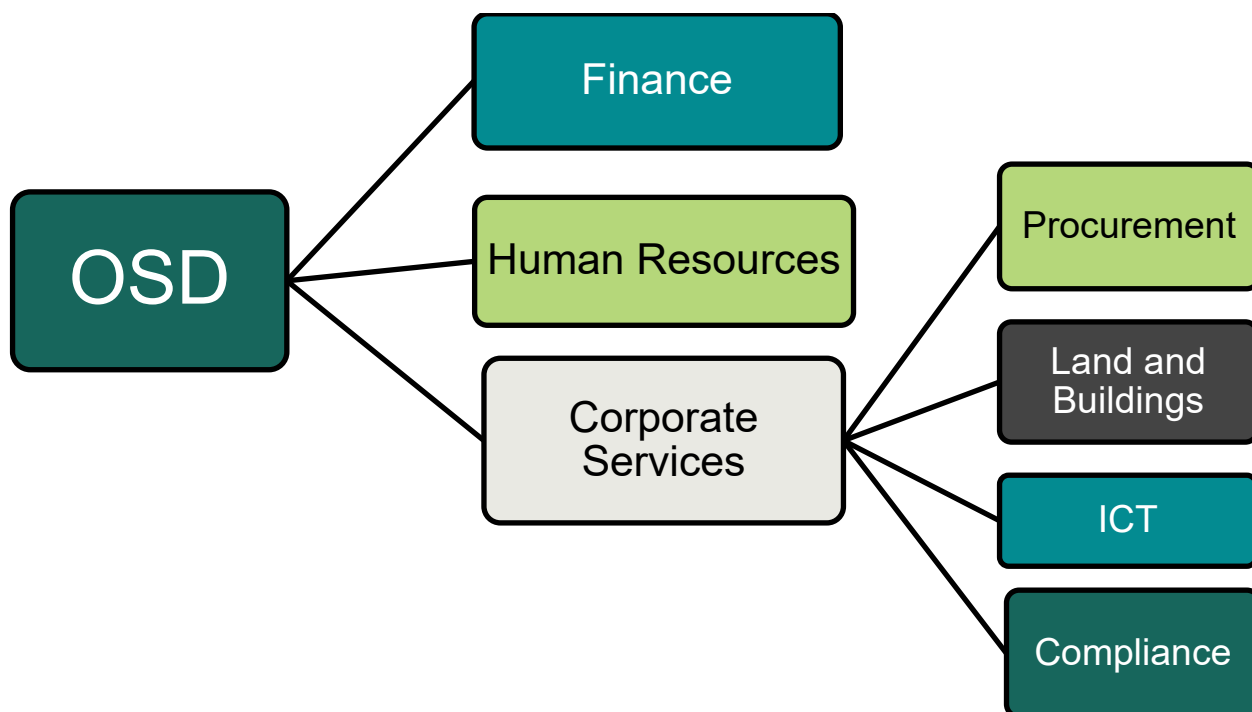 OSD
Finance
Human Resources
Corporate
Services
Procurement
Land and
Buildings
ICT
Compliance